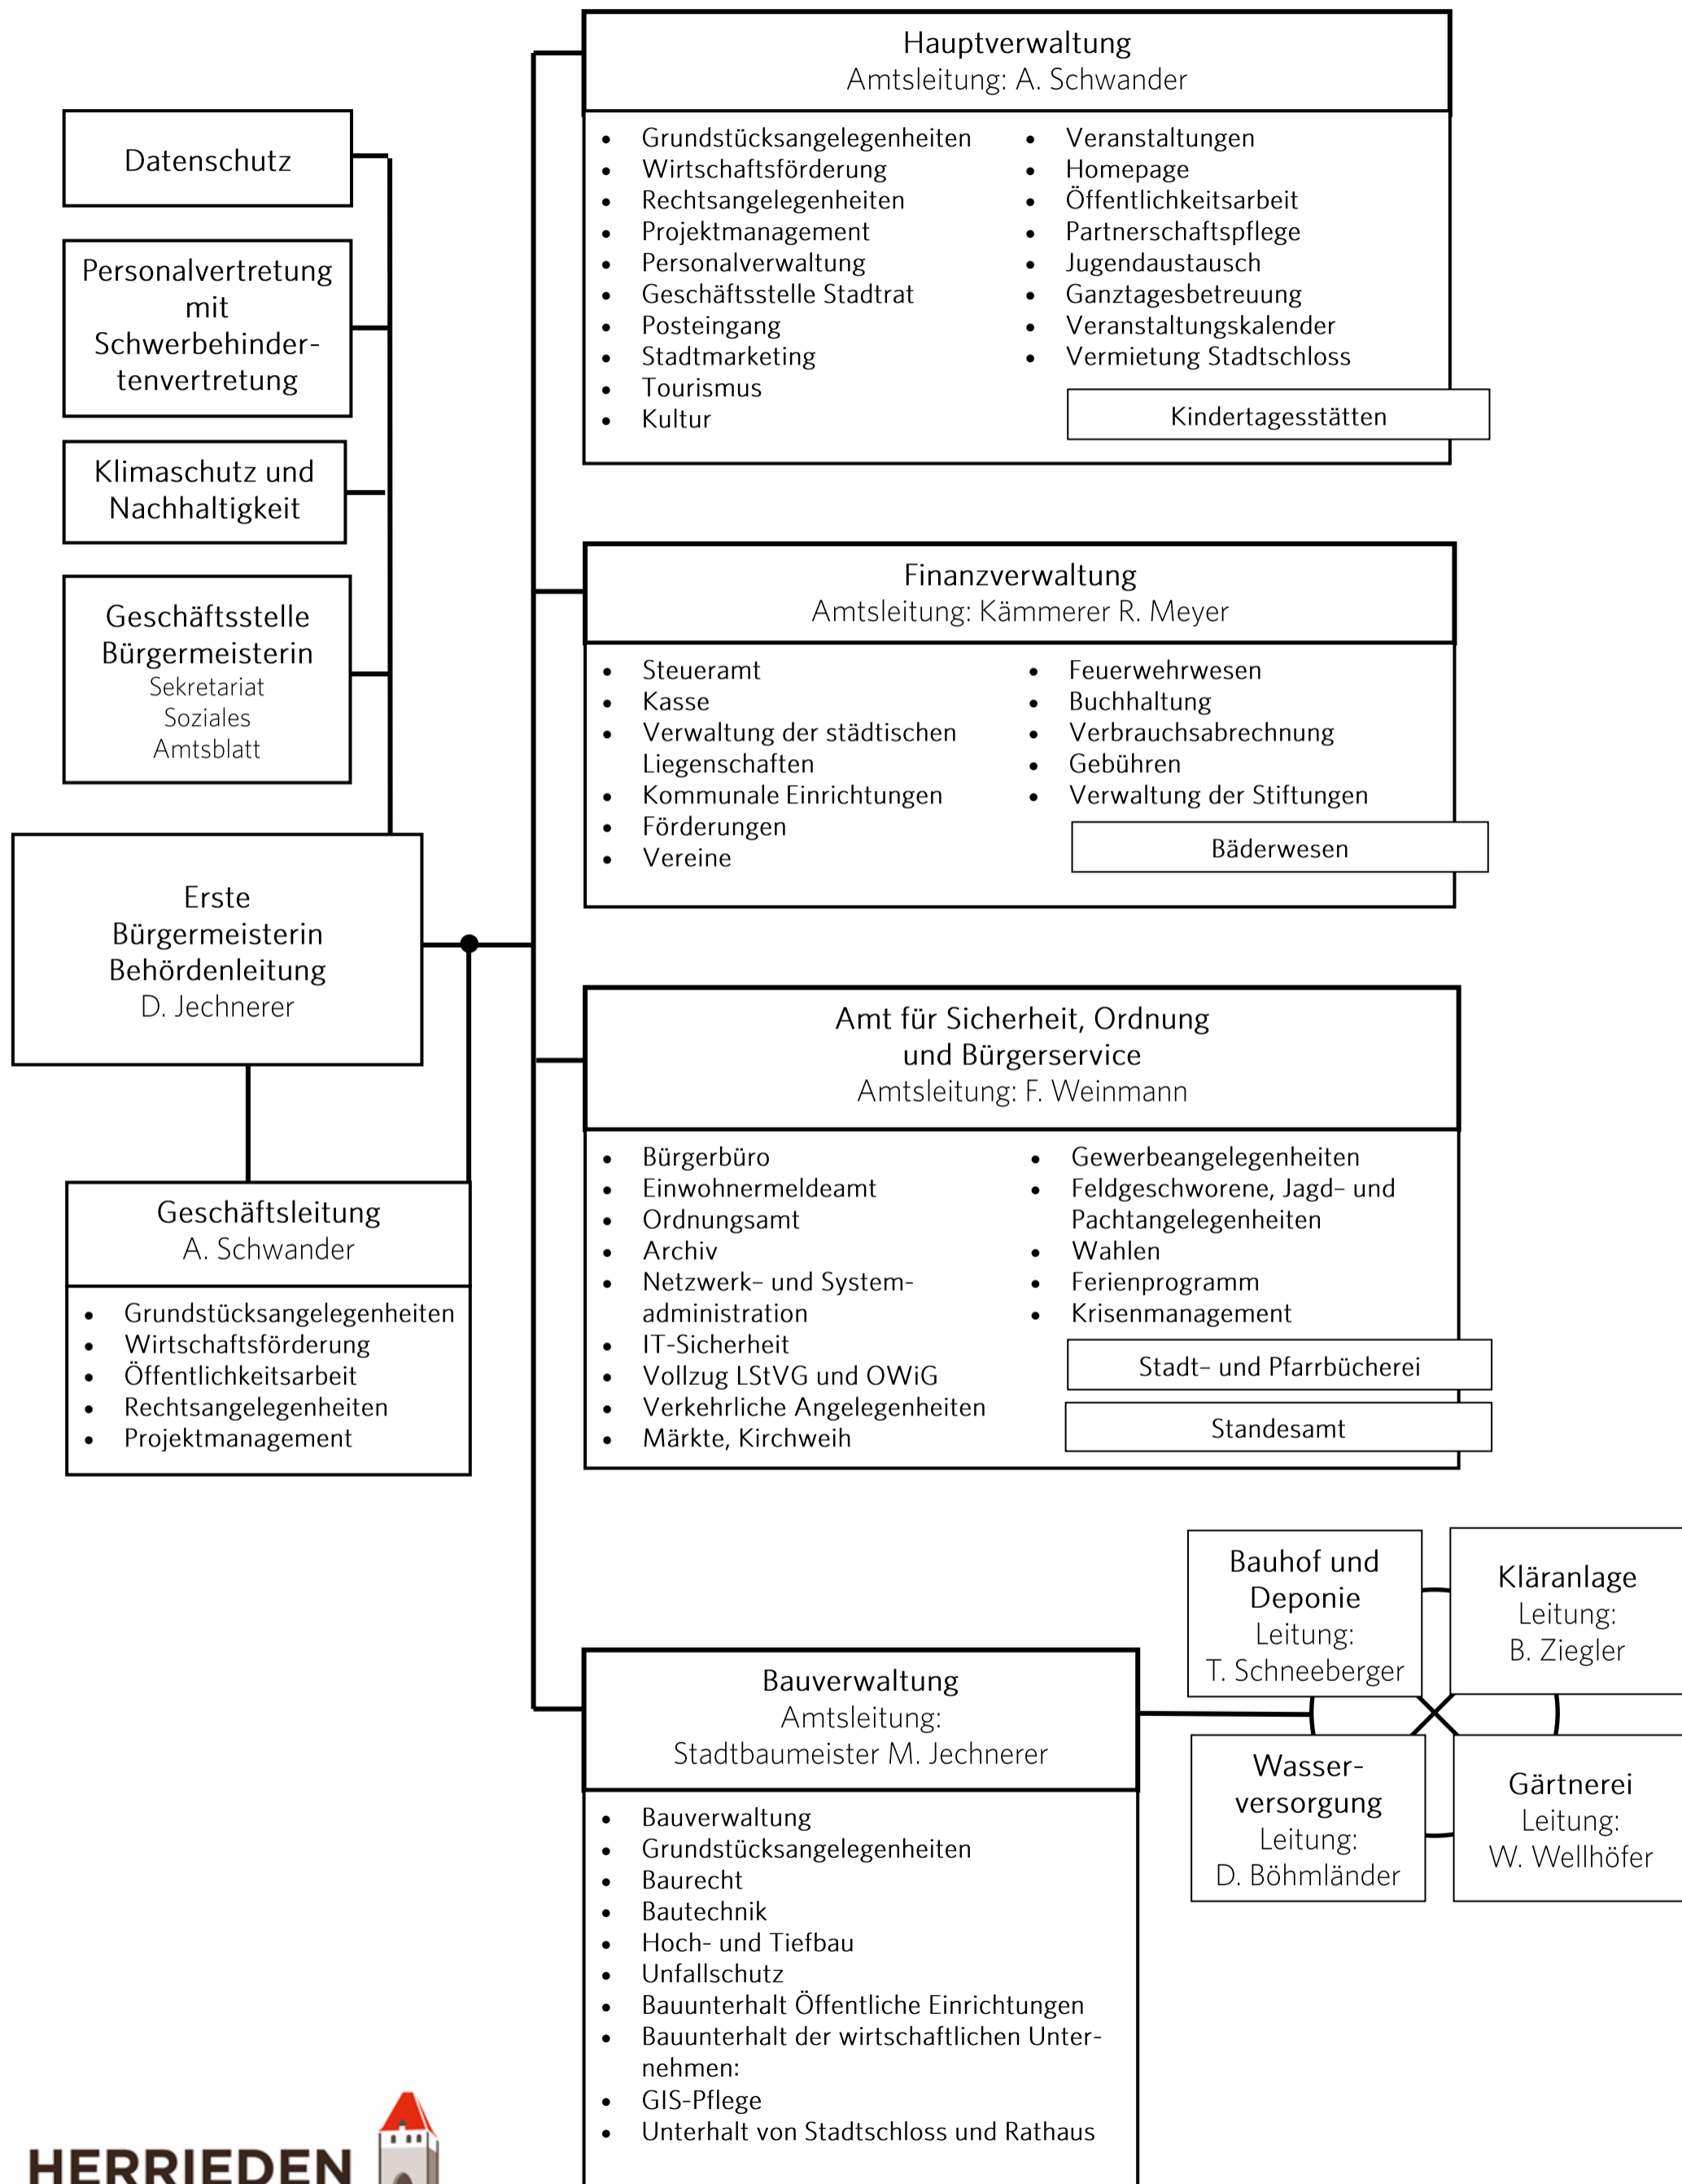 Datenschutz
Personalvertretung
mit
Schwerbehinder-
tenvertretung
Klimaschutz und
Nachhaltigkeit
Geschäftsstelle
Bürgermeisterin
Sekretariat
Soziales
Amtsblatt
Erste
Bürgermeisterin
Behördenleitung
D. Jechnerer
Geschäftsleitung
A. Schwander
• Grundstücksangelegenheiten
• Wirtschaftsförderung
• Öffentlichkeitsarbeit
• Rechtsangelegenheiten
• Projektmanagement
Hauptverwaltung
Amtsleitung: A. Schwander
• Grundstücksangelegenheiten
• Wirtschaftsförderung
• Rechtsangelegenheiten
• Projektmanagement
• Personalverwaltung
• Geschäftsstelle Stadtrat
• Posteingang
• Stadtmarketing
• Tourismus
• Kultur
• Veranstaltungen
• Homepage
• Öffentlichkeitsarbeit
• Partnerschaftspflege
• Jugendaustausch
• Ganztagesbetreuung
• Veranstaltungskalender
• Vermietung Stadtschloss
Kindertagesstätten
Finanzverwaltung
Amtsleitung: Kämmerer R. Meyer
• Steueramt
• Kasse
• Verwaltung der städtischen
Liegenschaften
• Kommunale Einrichtungen
• Förderungen
• Vereine
• Feuerwehrwesen
• Buchhaltung
• Verbrauchsabrechnung
• Gebühren
• Verwaltung der Stiftungen
Bäderwesen
Amt für Sicherheit, Ordnung
und Bürgerservice
Amtsleitung: F. Weinmann
• Bürgerbüro
• Einwohnermeldeamt
• Ordnungsamt
• Archiv
• Netzwerk– und System-
administration
• IT-Sicherheit
• Vollzug LStVG und OWiG
• Verkehrliche Angelegenheiten
• Märkte, Kirchweih
• Gewerbeangelegenheiten
• Feldgeschworene, Jagd– und
Pachtangelegenheiten
• Wahlen
• Ferienprogramm
• Krisenmanagement
Stadt– und Pfarrbücherei
Standesamt
Bauverwaltung
Amtsleitung:
Stadtbaumeister M. Jechnerer
• Bauverwaltung
• Grundstücksangelegenheiten
• Baurecht
• Bautechnik
• Hoch- und Tiefbau
• Unfallschutz
• Bauunterhalt Öffentliche Einrichtungen
• Bauunterhalt der wirtschaftlichen Unter-
nehmen:
• GIS-Pflege
• Unterhalt von Stadtschloss und Rathaus
Bauhof und
Deponie
Leitung:
T. Schneeberger
Kläranlage
Leitung:
B. Ziegler
Wasser-
versorgung
Leitung:
D. Böhmländer
Gärtnerei
Leitung:
W. Wellhöfer
HERRIEDEN